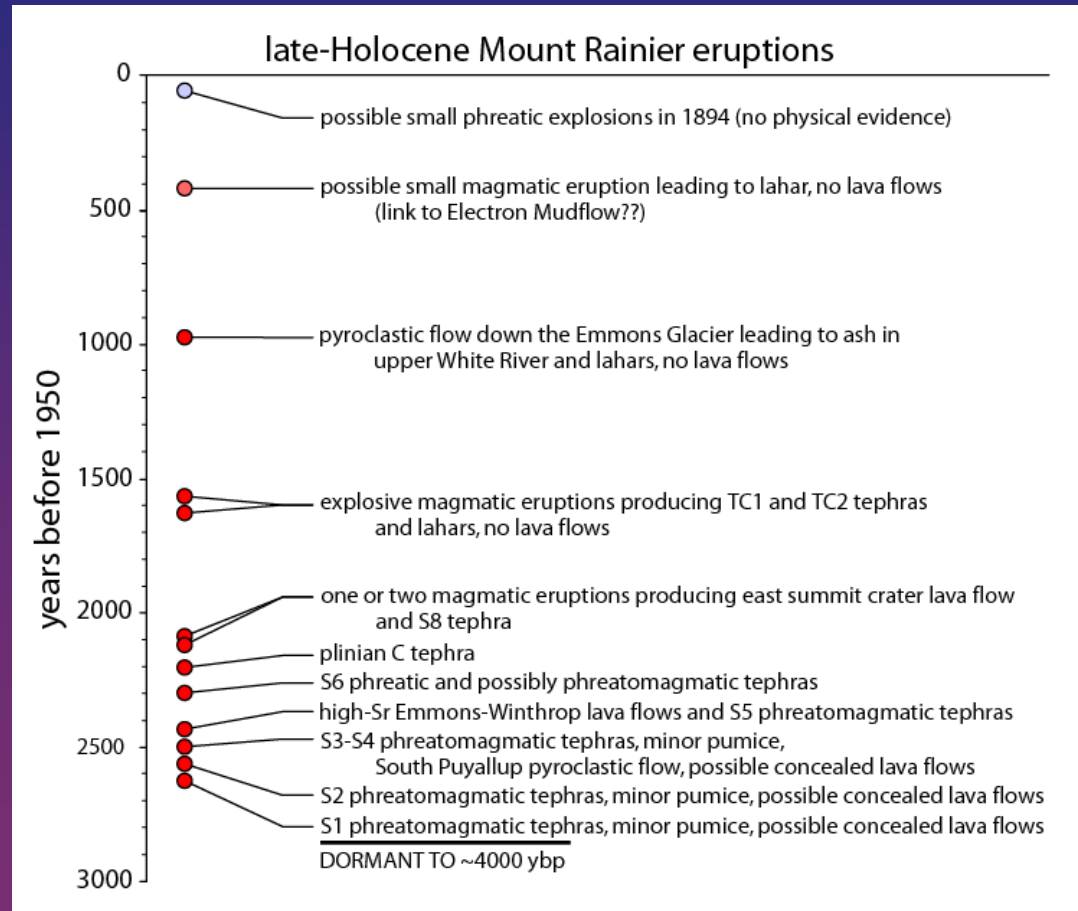 late-Holocene Mount Rainier eruptions
0
possible small phreatic explosions in 1894 (no physical evidence)
possible small magmatic eruption leading to lahar, no lava flows
500
(link to Electron Mudflow??)
1000
pyroclastic flow down the Emmons Glacier leading to ash in
upper White River and lahars, no lava flows
years before 1950
1500
explosive magmatic eruptions producing TC1 and TC2 tephras
and lahars, no lava flows
2000
one or two magmatic eruptions producing east summit crater lava flow
and S8 tephra
plinian C tephra
S6 phreatic and possibly phreatomagmatic tephras
high-Sr Emmons-Winthrop lava flows and S5 phreatomagmatic tephras
2500
S3-S4 phreatomagmatic tephras, minor pumice,
South Puyallup pyroclastic flow, possible concealed lava flows
S2 phreatomagmatic tephras, minor pumice, possible concealed lava flows
S1 phreatomagmatic tephras, minor pumice, possible concealed lava flows
DORMANT TO ~4000 ybp
3000